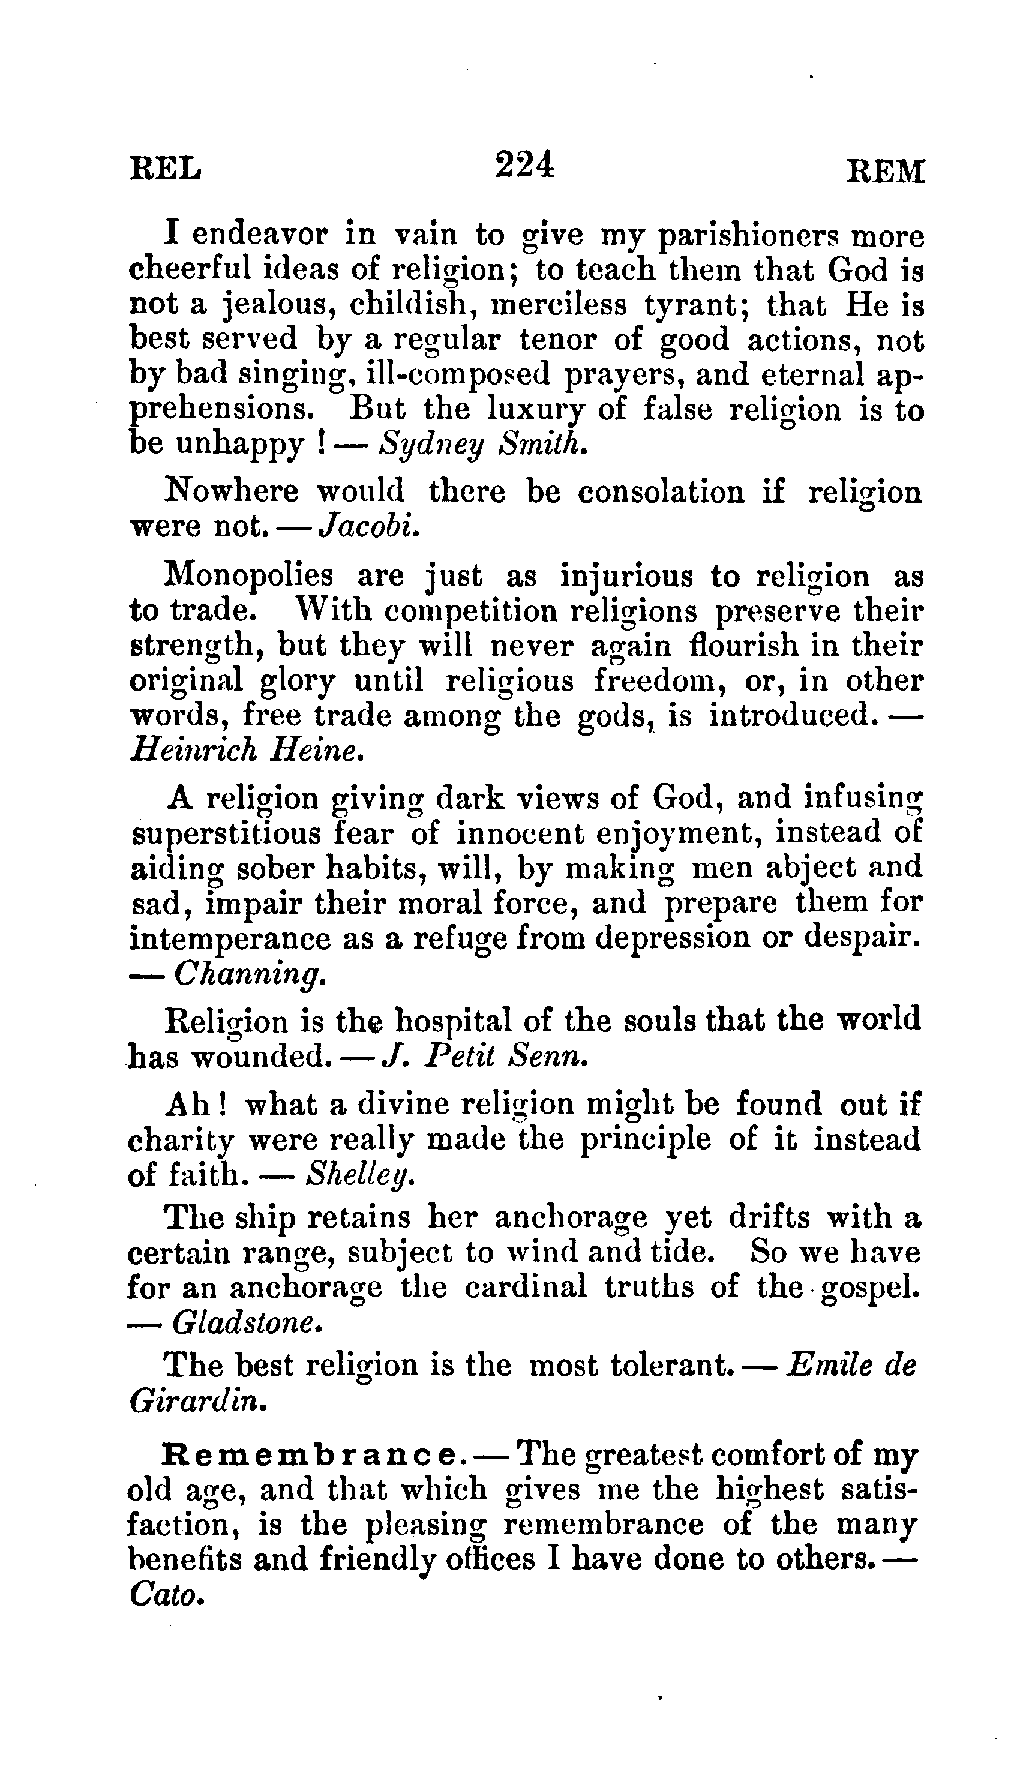 REL 224 REM
I endeavor in vain to give my parishioners more
cheerful ideas of religion; to teach them that God is
not a jealous, childish, merciless tyrant; that He is
best served by a regular tenor of good actions, not
by bad singing, ill-composed prayers, and eternal ap-
prehensions. But the luxury of false religion is to
be unhappy ! — Sydney Smith.
Nowhere would there be consolation if religion
were not. — Jacobi.
Monopolies are just as injurious to religion as
to trade. With competition religions preserve their
strength, but they will never again flourish in their
original glory until religious freedom, or, in other
words, free trade among the gods, is introduced. —
Heinrich Heine.
A religion giving dark views of God, and infusing
superstitious fear of innocent enjoyment, instead of
aiding sober habits, will, by making men abject and
sad, impair their moral force, and prepare them for
intemperance as a refuge from depression or despair.
— Channing.
Religion is the hospital of the souls that the world
has wounded. — J. Petit Senn.
Ah ! what a divine religion might be found out if
charity were really made the principle of it instead
of faith. — Shelley.
The ship retains her anchorage yet drifts with a
certain range, subject to wind and tide. So we have
for an anchorage the cardinal truths of the gospel.
— Gladstone.
The best religion is the most tolerant. — Emile de
Girardin.
Remembrance. — The greatest comfort of my
old age, and that which gives me the highest satis-
faction, is the pleasing remembrance of the many
benefits and friendly offices I have done to others. —
Cato.